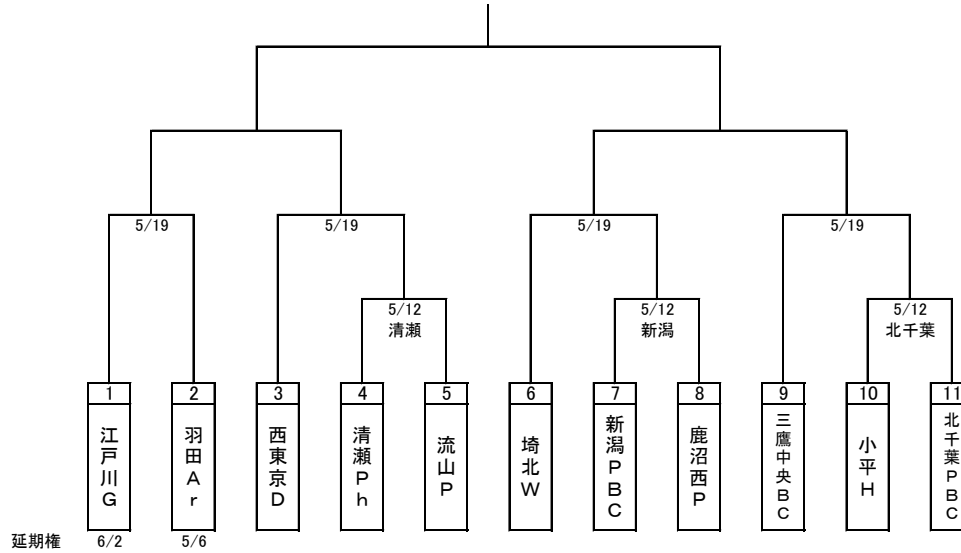 5/19 5/19 5/19 5/19
5/12 5/12 5/12
清瀬 新潟 北千葉
1 2 3 4 5 6 7 8 9 10 11
江戸川G
羽田Ar
西東京D
清瀬Ph
流山P
埼北W
新潟PBC
鹿沼西P
三鷹中央BC
小平H
北千葉PBC
延期権 6/2 5/6